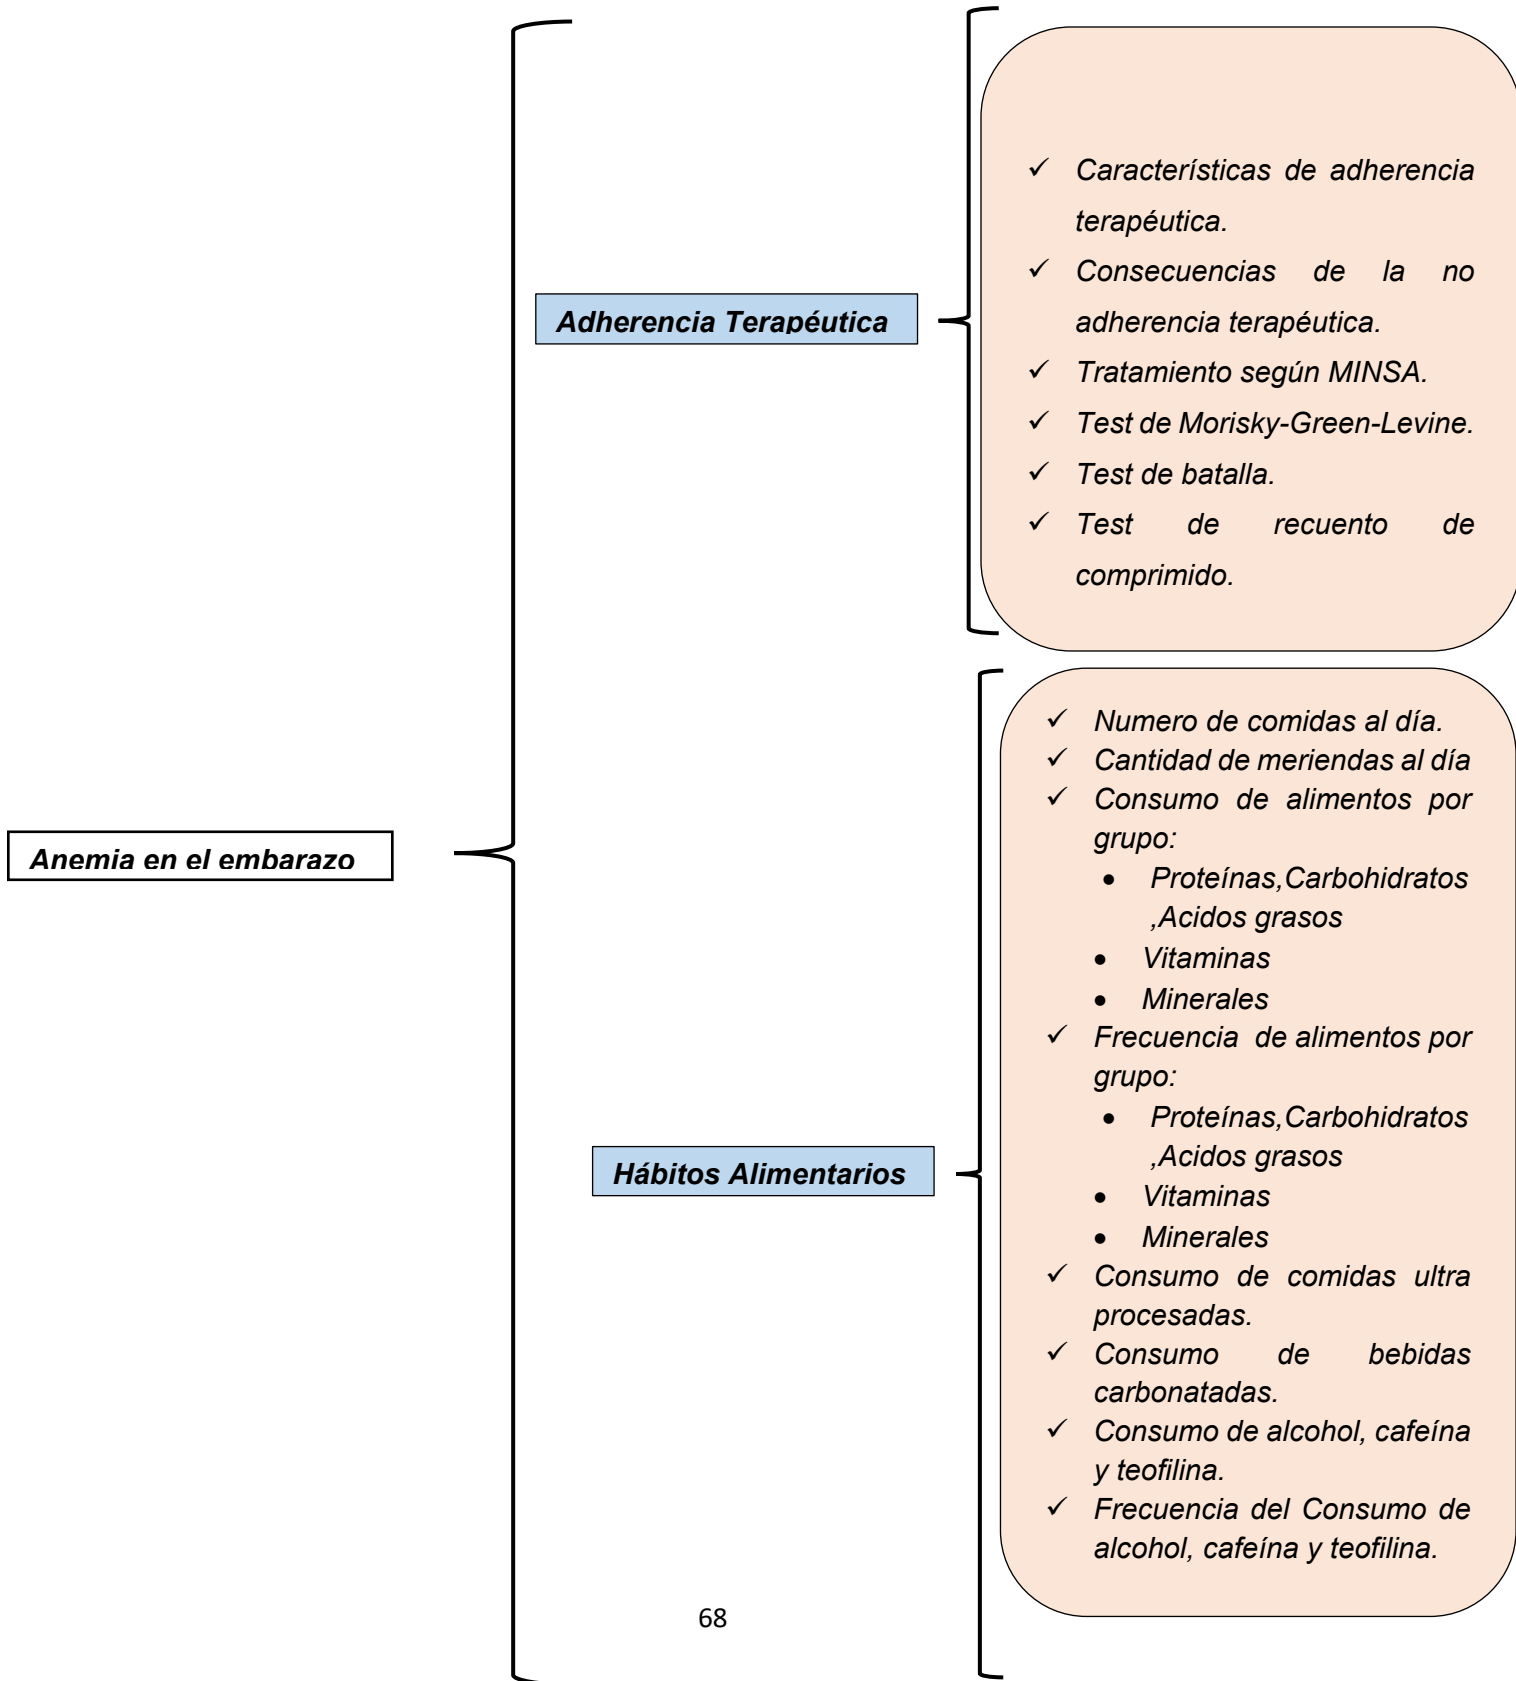 Anemia en el embarazo
Adherencia Terapéutica
✓ Características de adherencia
terapéutica.
✓ Consecuencias de la no
adherencia terapéutica.
✓ Tratamiento según MINSA.
✓ Test de Morisky-Green-Levine.
✓ Test de batalla.
✓ Test de recuento de
comprimido.
Hábitos Alimentarios
✓ Numero de comidas al día.
✓ Cantidad de meriendas al día
✓ Consumo de alimentos por
grupo:
• Proteínas,Carbohidratos
,Acidos grasos
• Vitaminas
• Minerales
✓ Frecuencia de alimentos por
grupo:
• Proteínas,Carbohidratos
,Acidos grasos
• Vitaminas
• Minerales
✓ Consumo de comidas ultra
procesadas.
✓ Consumo de bebidas
carbonatadas.
✓ Consumo de alcohol, cafeína
y teofilina.
✓ Frecuencia del Consumo de
alcohol, cafeína y teofilina.
68